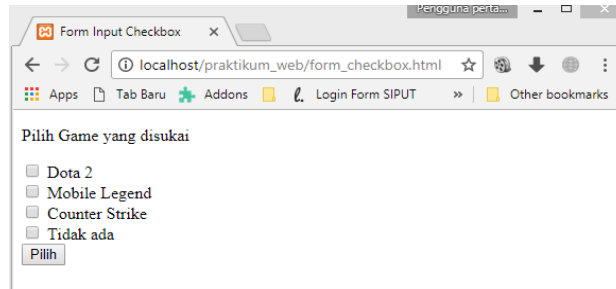 Pengguna perta...
Form Input Checkbox
localhost/praktikum_web/form_checkbox.html
Apps Tab Baru Addons Login Form SIPUT » Other bookmarks
Pilih Game yang disukai
Dota 2
Mobile Legend
Counter Strike
Tidak ada
Pilih